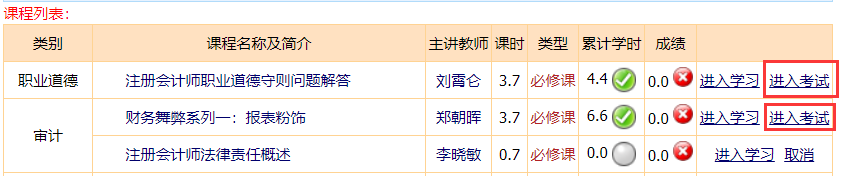 课程列表：
类别 课程名称及简介 主讲教师 课时 类型 累计学时 成绩
职业道德 注册会计师职业道德守则问题解答 刘霄仑 3.7 必修课 4.4 0.0 进入学习 进入考试
审计 财务舞弊系列一：报表粉饰 郑朝晖 3.7 必修课 6.6 0.0 进入学习 进入考试
注册会计师法律责任概述 李晓敏 0.7 必修课 0.0 0.0 进入学习 取消